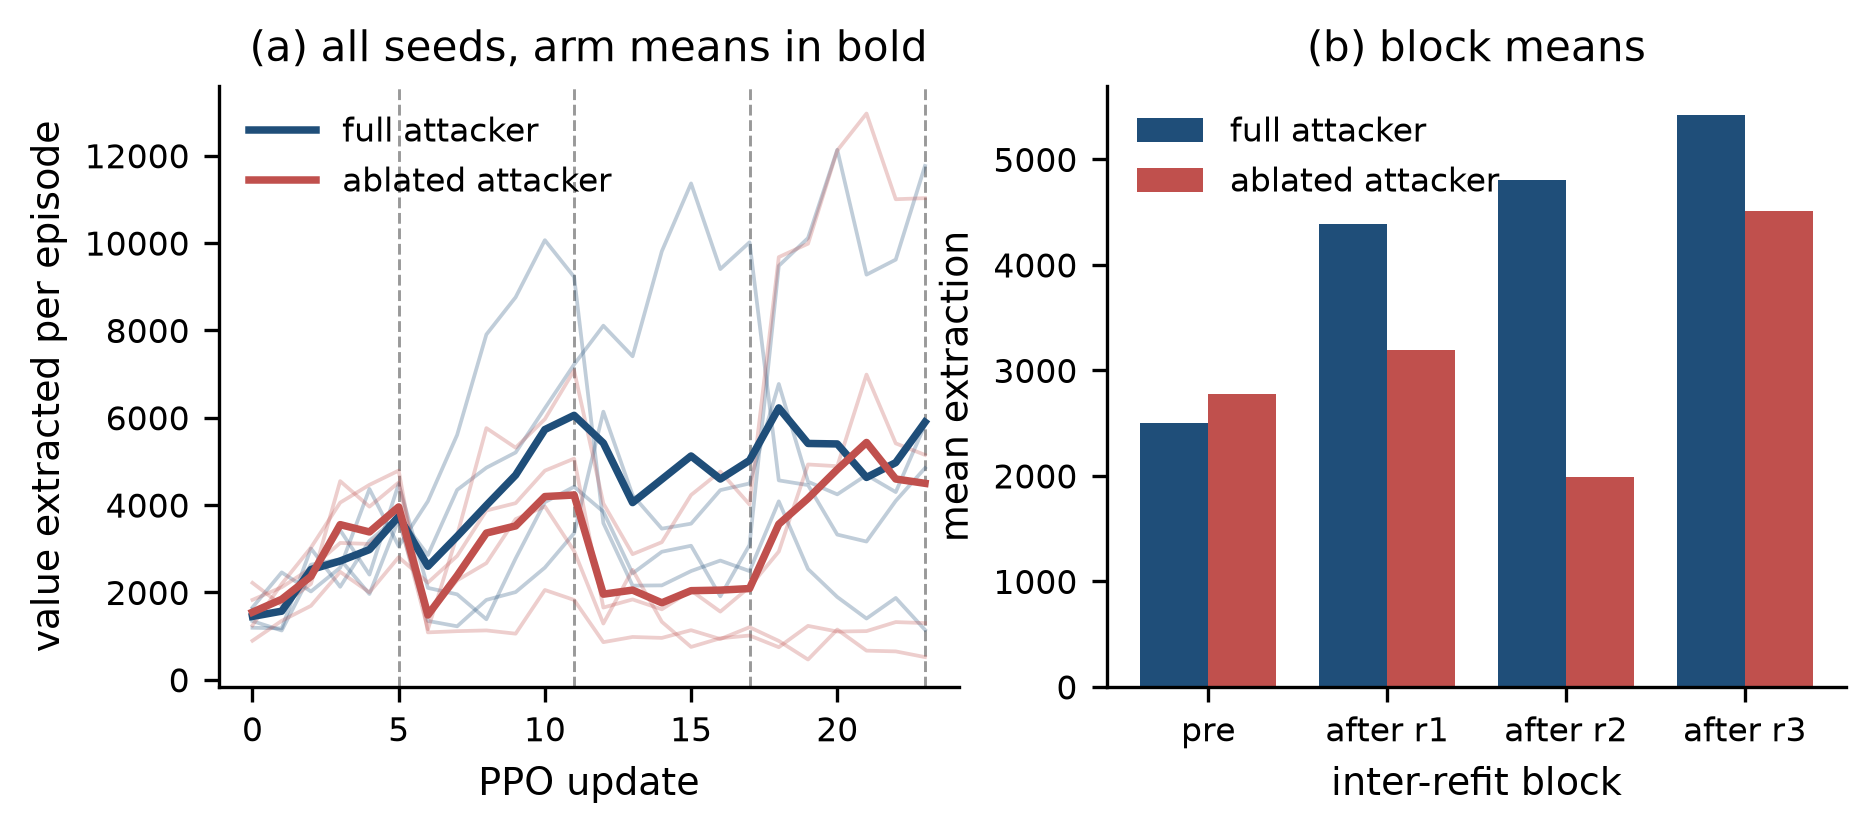 (a) all seeds, arm means in bold
value extracted per episode
12000
10000
8000
6000
4000
2000
0
full attacker
ablated attacker
0 5 10 15 20
PPO update
(b) block means
mean extraction
5000
4000
3000
2000
1000
0
full attacker
ablated attacker
pre after r1 after r2 after r3
inter-refit block